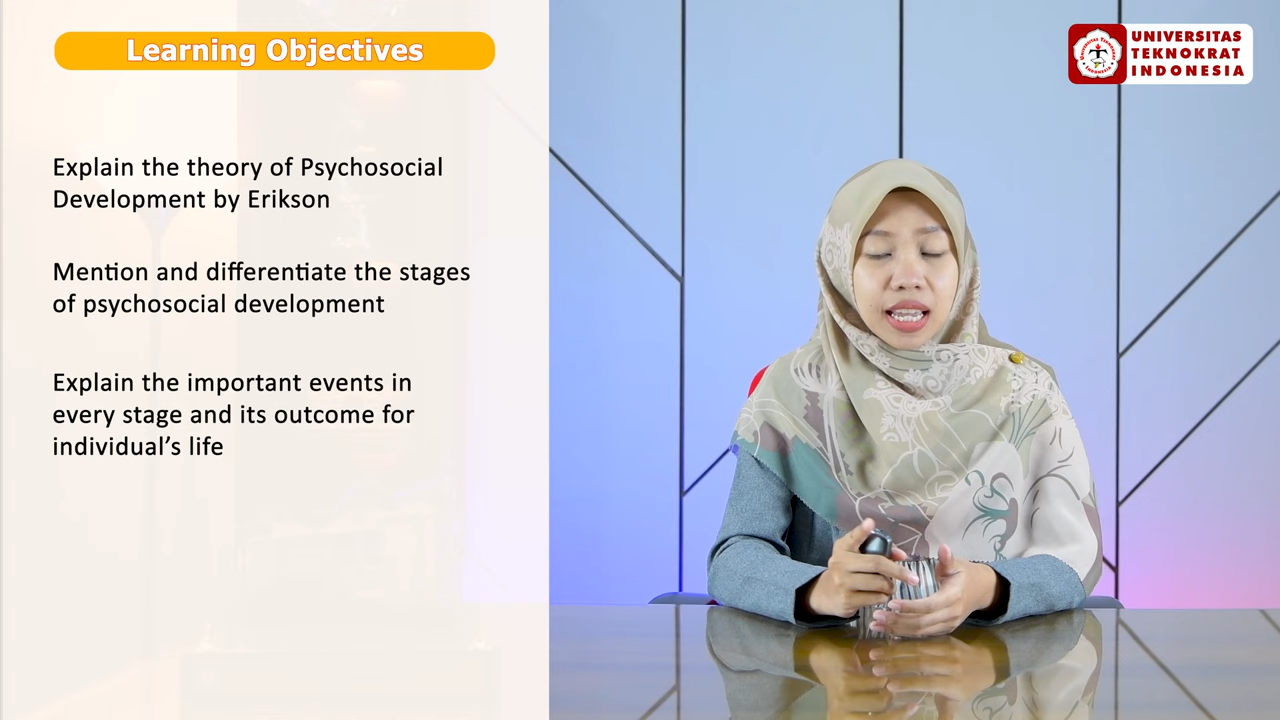 Learning Objectives
Explain the theory of Psychosocial
Development by Erikson
Mention and differentiate the stages
of psychosocial development
Explain the important events in
every stage and its outcome for
individual’s life
UNIVERSITAS
TEKNOKRAT
INDONESIA